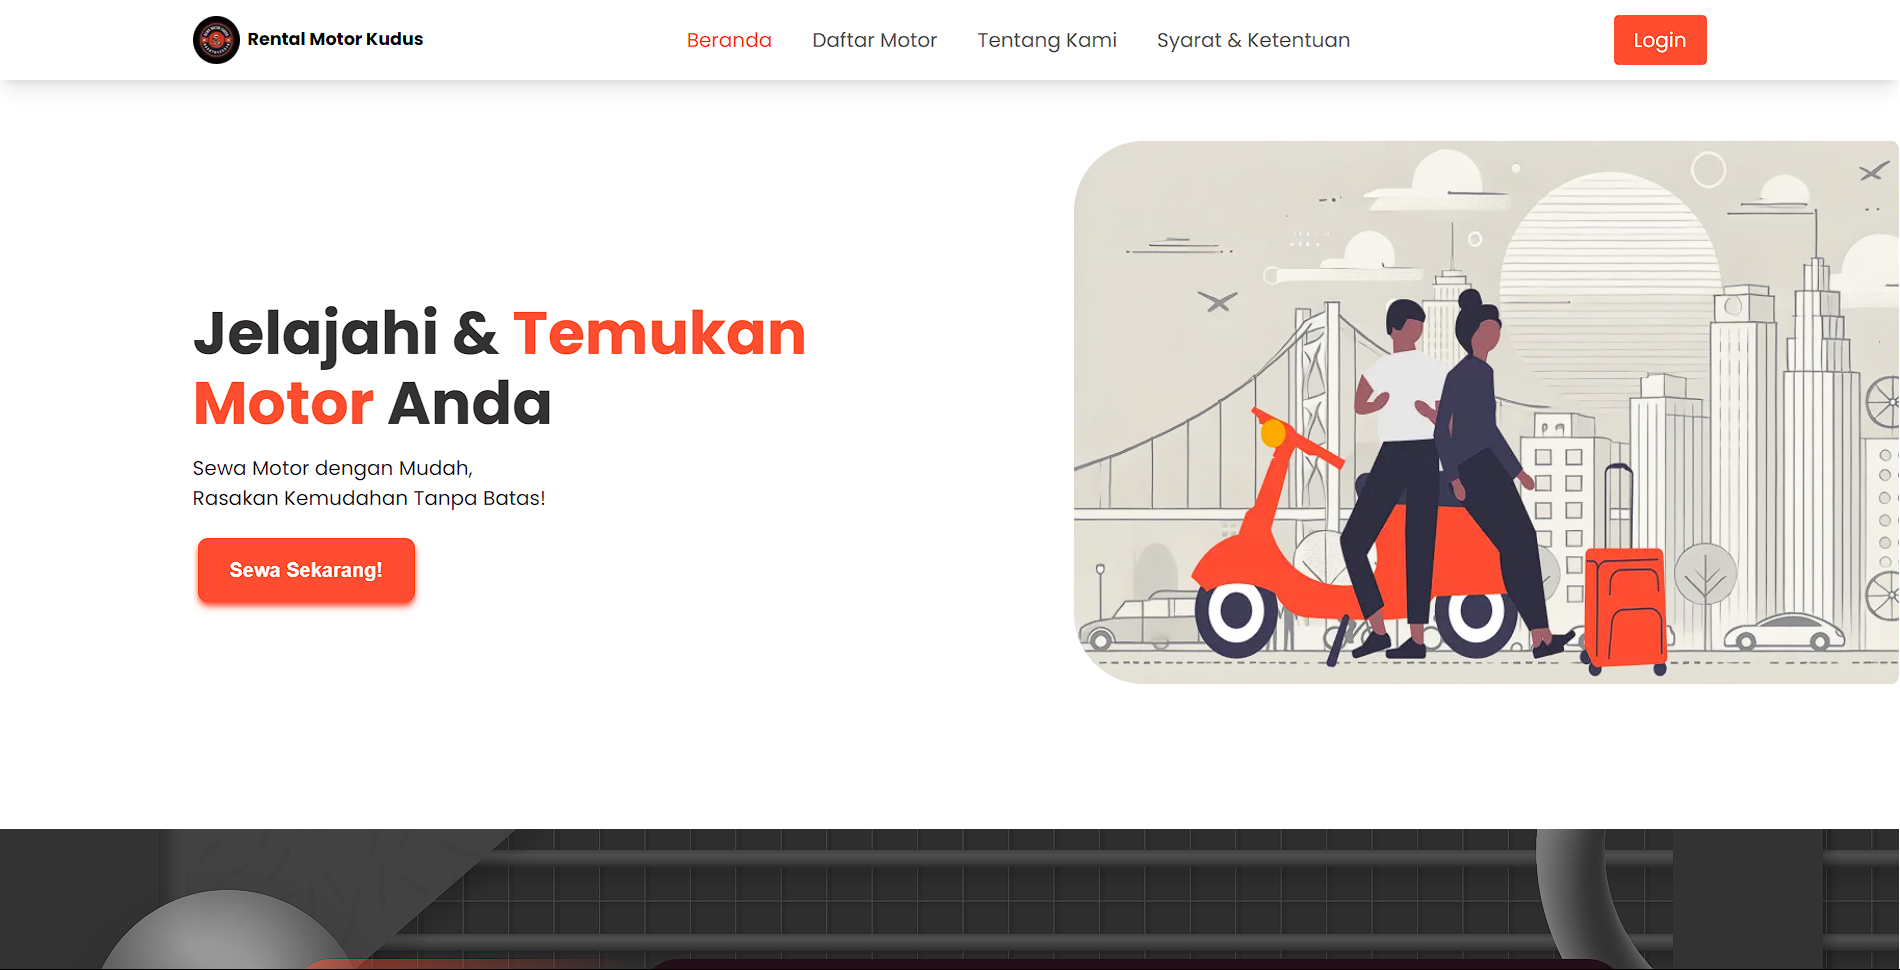 Rental Motor Kudus
Beranda
Daftar Motor
Tentang Kami
Syarat & Ketentuan
Login
Jelajahi & Temukan
Motor Anda
Sewa Motor dengan Mudah,
Rasakan Kemudahan Tanpa Batas!
Sewa Sekarang!